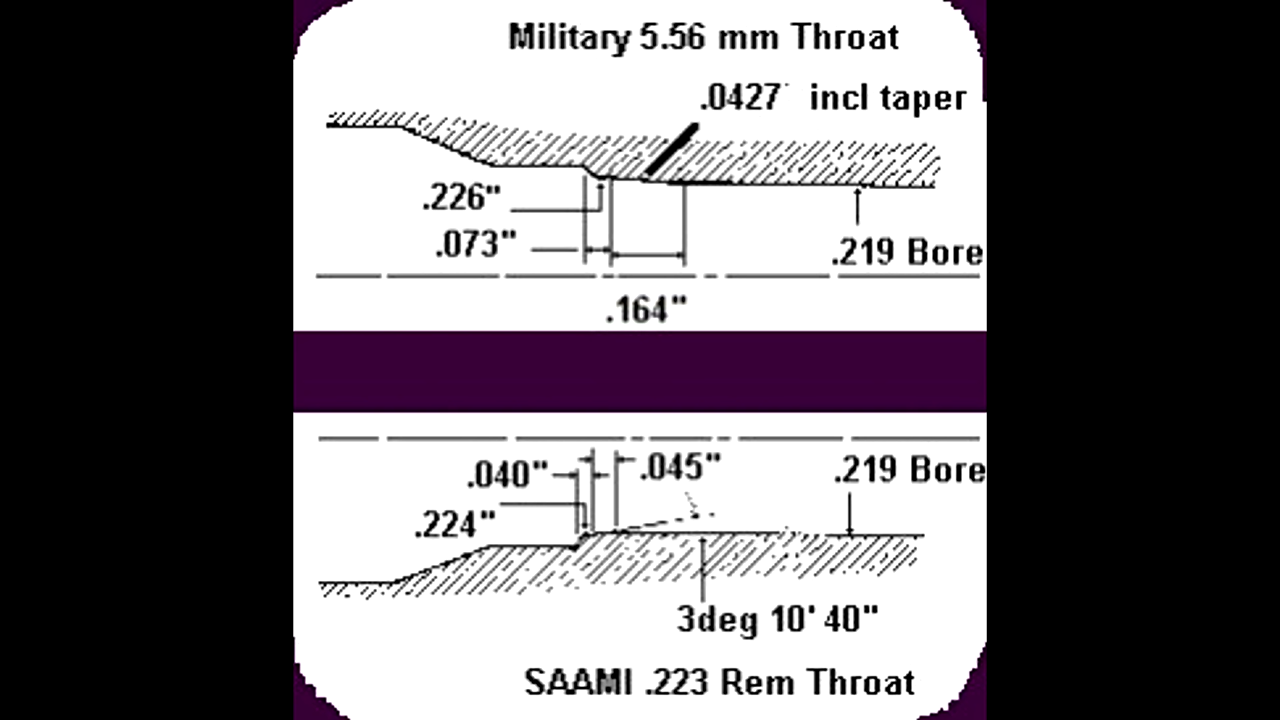 Military 5.56 mm Throat
.0427' incl taper
.226"
.073"
.219 Bore
.164"
.040"
.045"
.219 Bore
.224"
3deg 10' 40"
SAAMI .223 Rem Throat